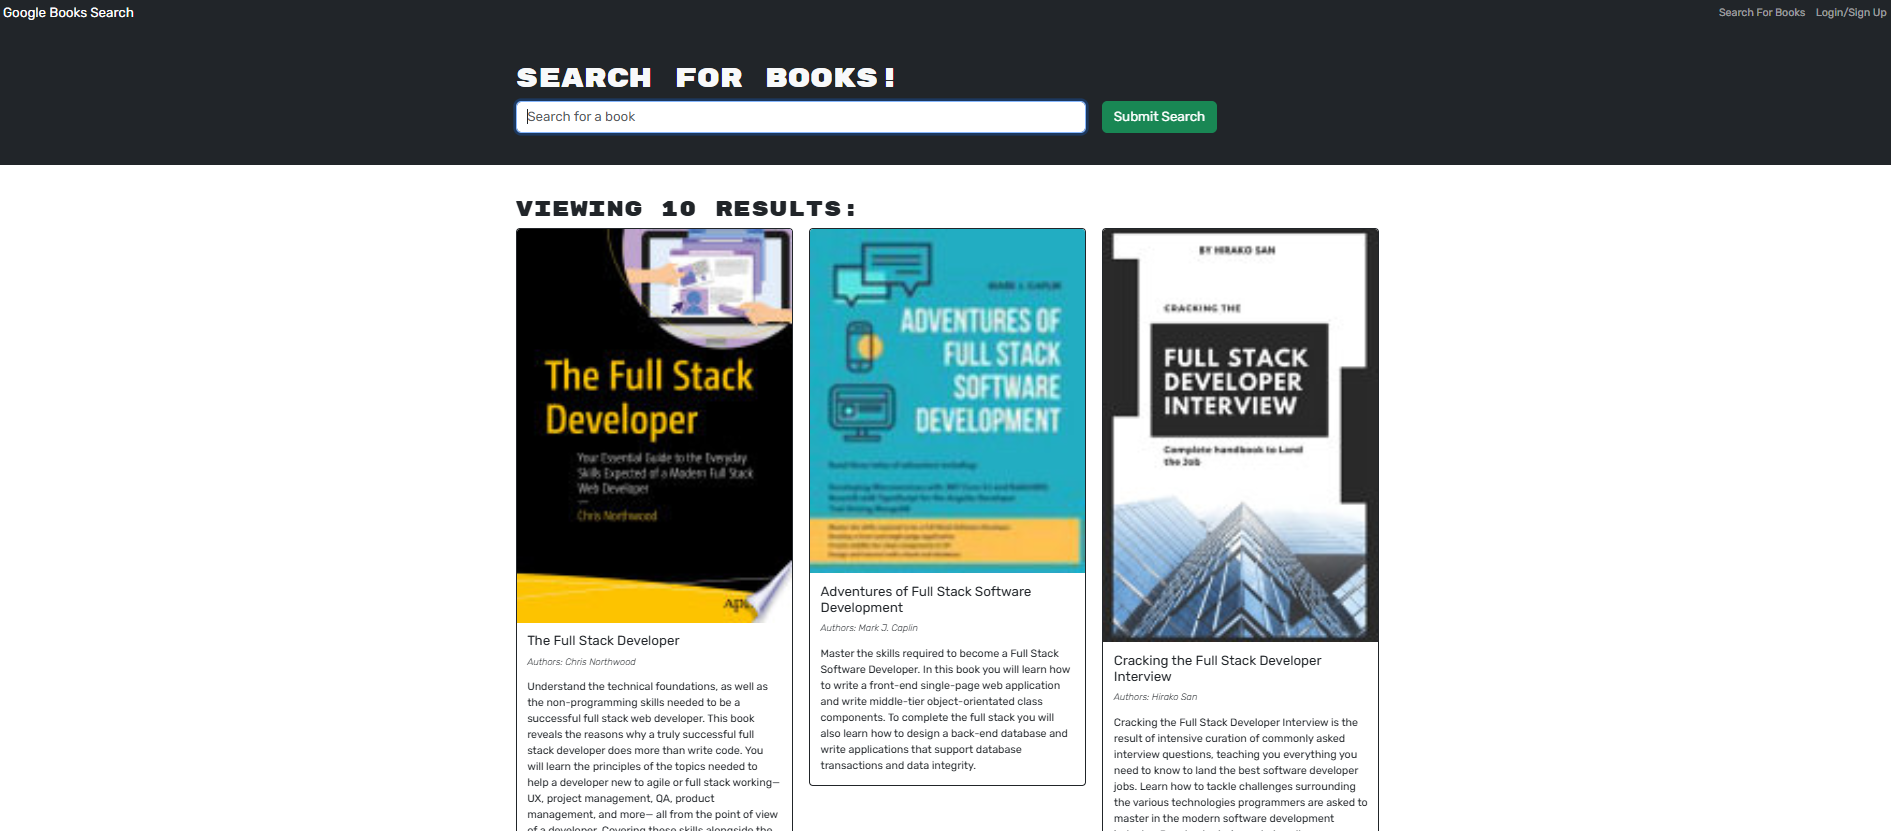 Google Books Search
Search For Books
Login/Sign Up
SEARCH FOR BOOKS!
Search for a book
Submit Search
VIEWING 10 RESULTS:
The Full Stack
Developer
Your Essential Guide to the Everyday
Skills Expected of a Modern Full Stack
Web Developer
Chris Northwood
The Full Stack Developer
Authors: Chris Northwood
Understand the technical foundations, as well as
the non-programming skills needed to be a
successful full stack web developer. This book
reveals the reasons why a truly successful full
stack developer does more than write code. You
will learn the principles of the topics needed to
help a developer new to agile or full stack working—
UX, project management, QA, product
management, and more— all from the point of view
of a developer. Covering these skills alongside the
MARK J. CAPLIN
ADVENTURES OF
FULL STACK
SOFTWARE
DEVELOPMENT
Adventures of Full Stack Software
Development
Authors: Mark J. Caplin
Master the skills required to become a Full Stack
Software Developer. In this book you will learn how
to write a front-end single-page web application
and write middle-tier object-orientated class
components. To complete the full stack you will
also learn how to design a back-end database and
write applications that support database
transactions and data integrity.
BY HIRAKO SAN
CRACKING THE
FULL STACK
DEVELOPER
INTERVIEW
Complete handbook to Land
the Job
Cracking the Full Stack Developer
Interview
Authors: Hirako San
Cracking the Full Stack Developer Interview is the
result of intensive curation of commonly asked
interview questions, teaching you everything you
need to know to land the best software developer
jobs. Learn how to tackle challenges surrounding
the various technologies programmers are asked to
master in the modern software development